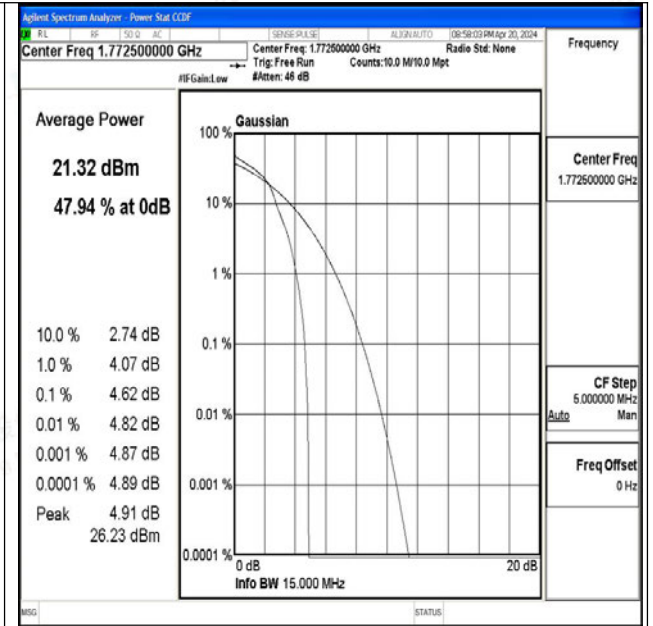 Agilent Spectrum Analyzer - Power Stat CCDF
RL RF 50 Ω AC SENSE:PULSE ALIGN AUTO 08:58:03 PM Apr 20, 2024
Center Freq 1.772500000 GHz
Center Freq: 1.772500000 GHz Radio Std: None
Trig: Free Run Counts:10.0 M/10.0 Mpt
#IFGain:Low #Atten: 46 dB
Frequency
Average Power
21.32 dBm
47.94 % at 0dB
10.0 % 2.74 dB
1.0 % 4.07 dB
0.1 % 4.62 dB
0.01 % 4.82 dB
0.001 % 4.87 dB
0.0001 % 4.89 dB
Peak 4.91 dB
26.23 dBm
Gaussian
100 %
10 %
1 %
0.1 %
0.01 %
0.001 %
0.0001 %
0 dB 20 dB
Info BW 15.000 MHz
Center Freq
1.772500000 GHz
CF Step
5.000000 MHz
Auto Man
Freq Offset
0 Hz
MSG STATUS